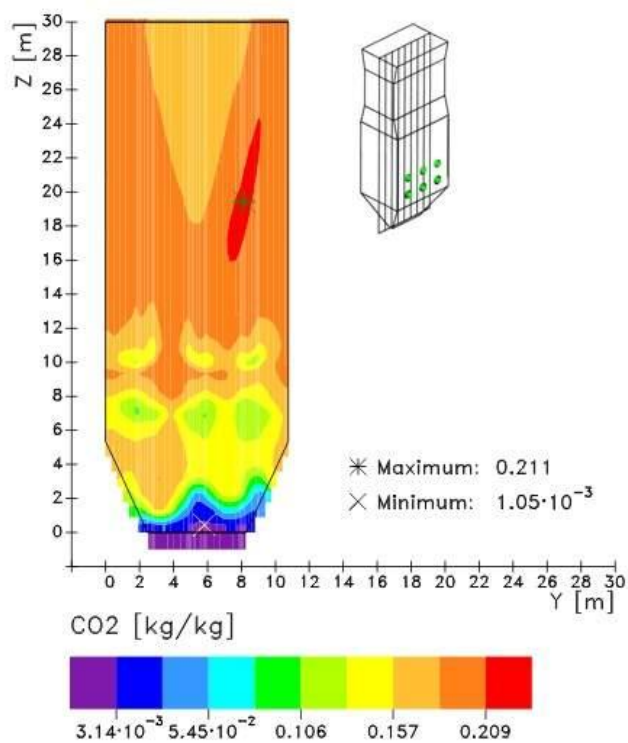 Z [m]
30
28
26
24
22
20
18
16
14
12
10
8
6
4
2
0
✳ Maximum: 0.211
× Minimum: 1.05·10⁻³
0 2 4 6 8 10 12 14 16 18 20 22 24 26 28 30
Y [m]
CO2 [kg/kg]
3.14·10⁻³ 5.45·10⁻² 0.106 0.157 0.209